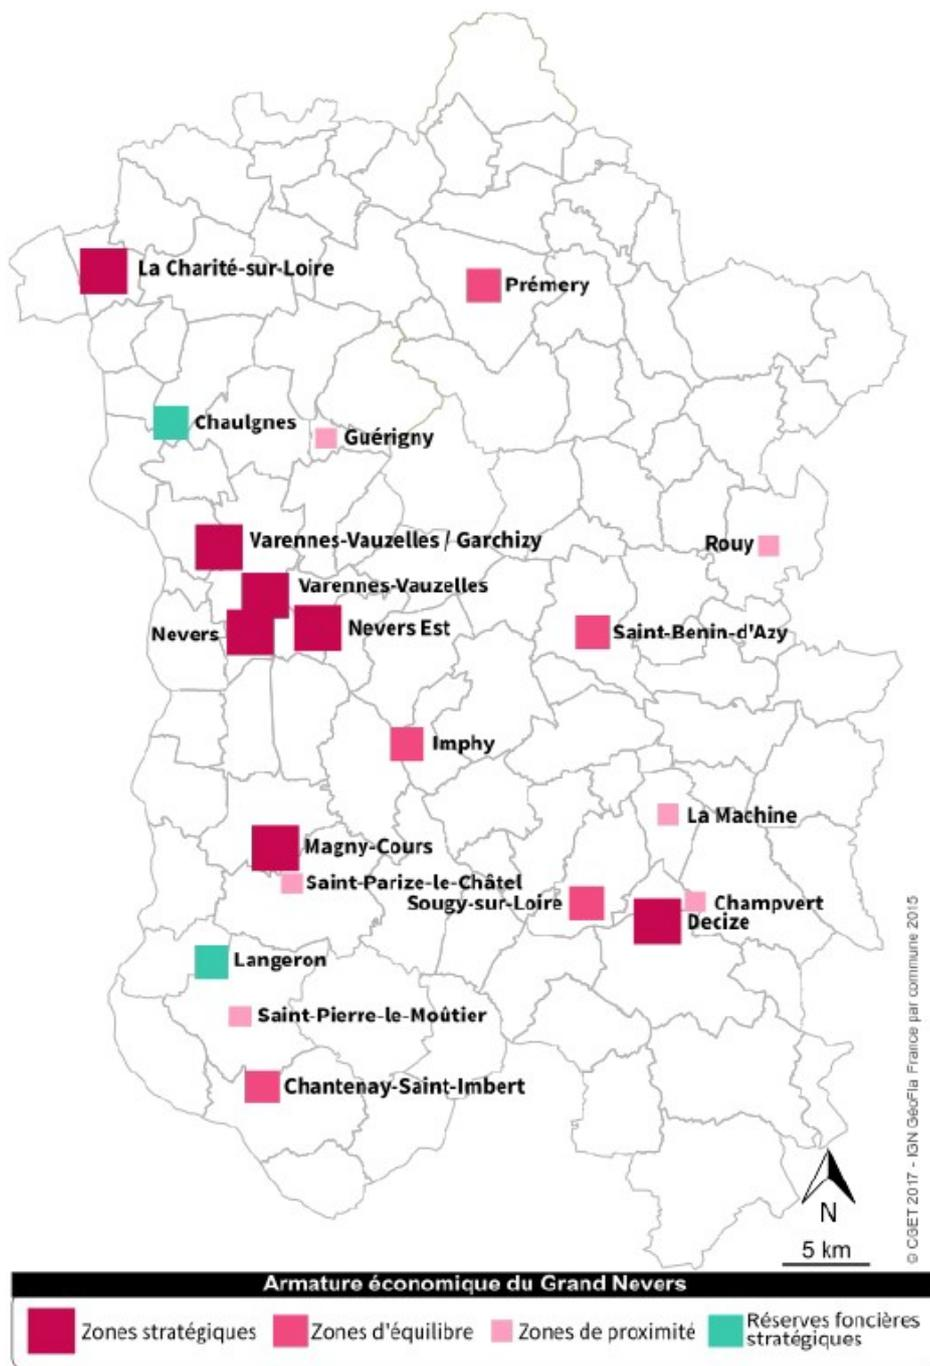 La Charité-sur-Loire
Prémery
Chaulgnes
Guérigny
Varennes-Vauzelles / Garchizy
Rouy
Varennes-Vauzelles
Nevers
Nevers Est
Saint-Benin-d'Azy
Imphy
La Machine
Magny-Cours
Saint-Parize-le-Châtel
Sougy-sur-Loire
Champvert
Decize
Langeron
Saint-Pierre-le-Moûtier
Chantenay-Saint-Imbert
© CGET 2017 - IGN GeoFla France par commune 2015
N
5 km
Armature économique du Grand Nevers
Zones stratégiques
Zones d'équilibre
Zones de proximité
Réserves foncières
stratégiques